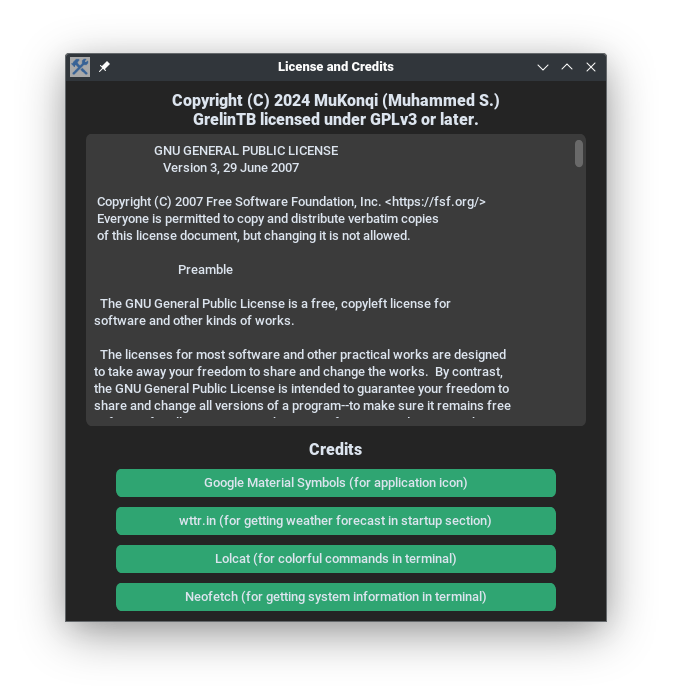 License and Credits
Copyright (C) 2024 MuKonqi (Muhammed S.)
GrelinTB licensed under GPLv3 or later.
GNU GENERAL PUBLIC LICENSE
Version 3, 29 June 2007
Copyright (C) 2007 Free Software Foundation, Inc. <https://fsf.org/>
Everyone is permitted to copy and distribute verbatim copies
of this license document, but changing it is not allowed.
Preamble
The GNU General Public License is a free, copyleft license for
software and other kinds of works.
The licenses for most software and other practical works are designed
to take away your freedom to share and change the works.  By contrast,
the GNU General Public License is intended to guarantee your freedom to
share and change all versions of a program--to make sure it remains free
Credits
Google Material Symbols (for application icon)
wttr.in (for getting weather forecast in startup section)
Lolcat (for colorful commands in terminal)
Neofetch (for getting system information in terminal)